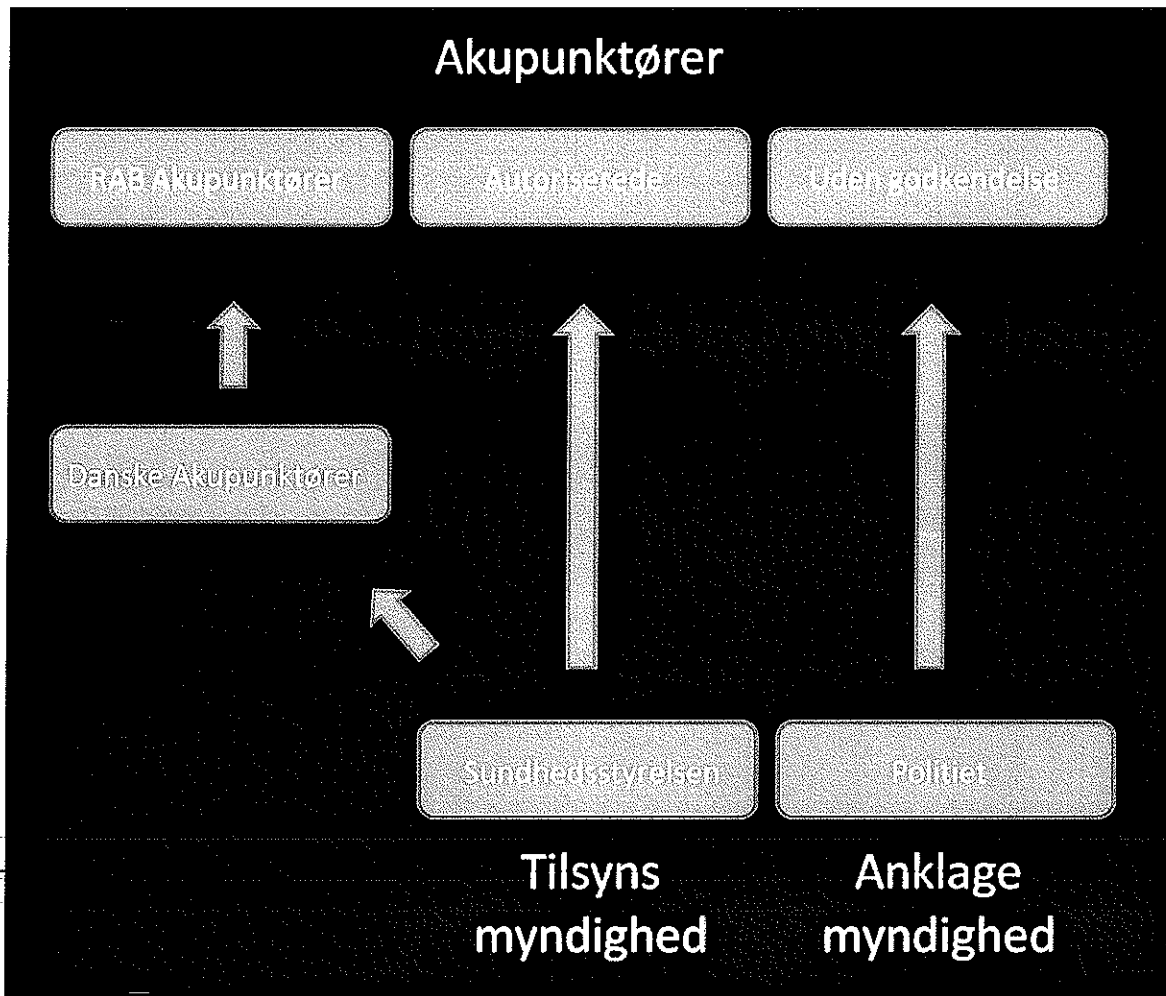 Akupunktører
RAB Akupunktører
Autoriserede
Uden godkendelse
Danske Akupunktører
Sundhedsstyrelsen
Politiet
Tilsyns
myndighed
Anklage
myndighed